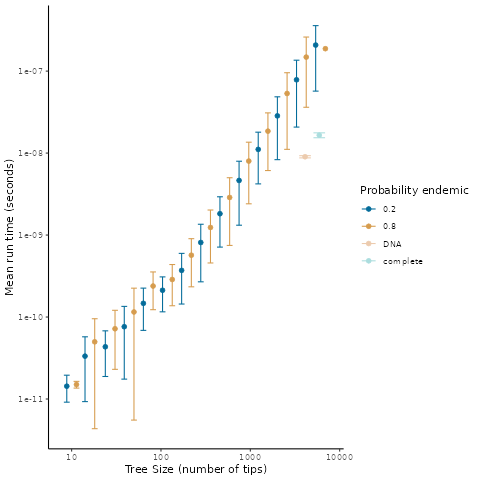 Mean run time (seconds)
1e-07
1e-08
1e-09
1e-10
1e-11
10
100
1000
10000
Tree Size (number of tips)
Probability endemic
0.2
0.8
DNA
complete